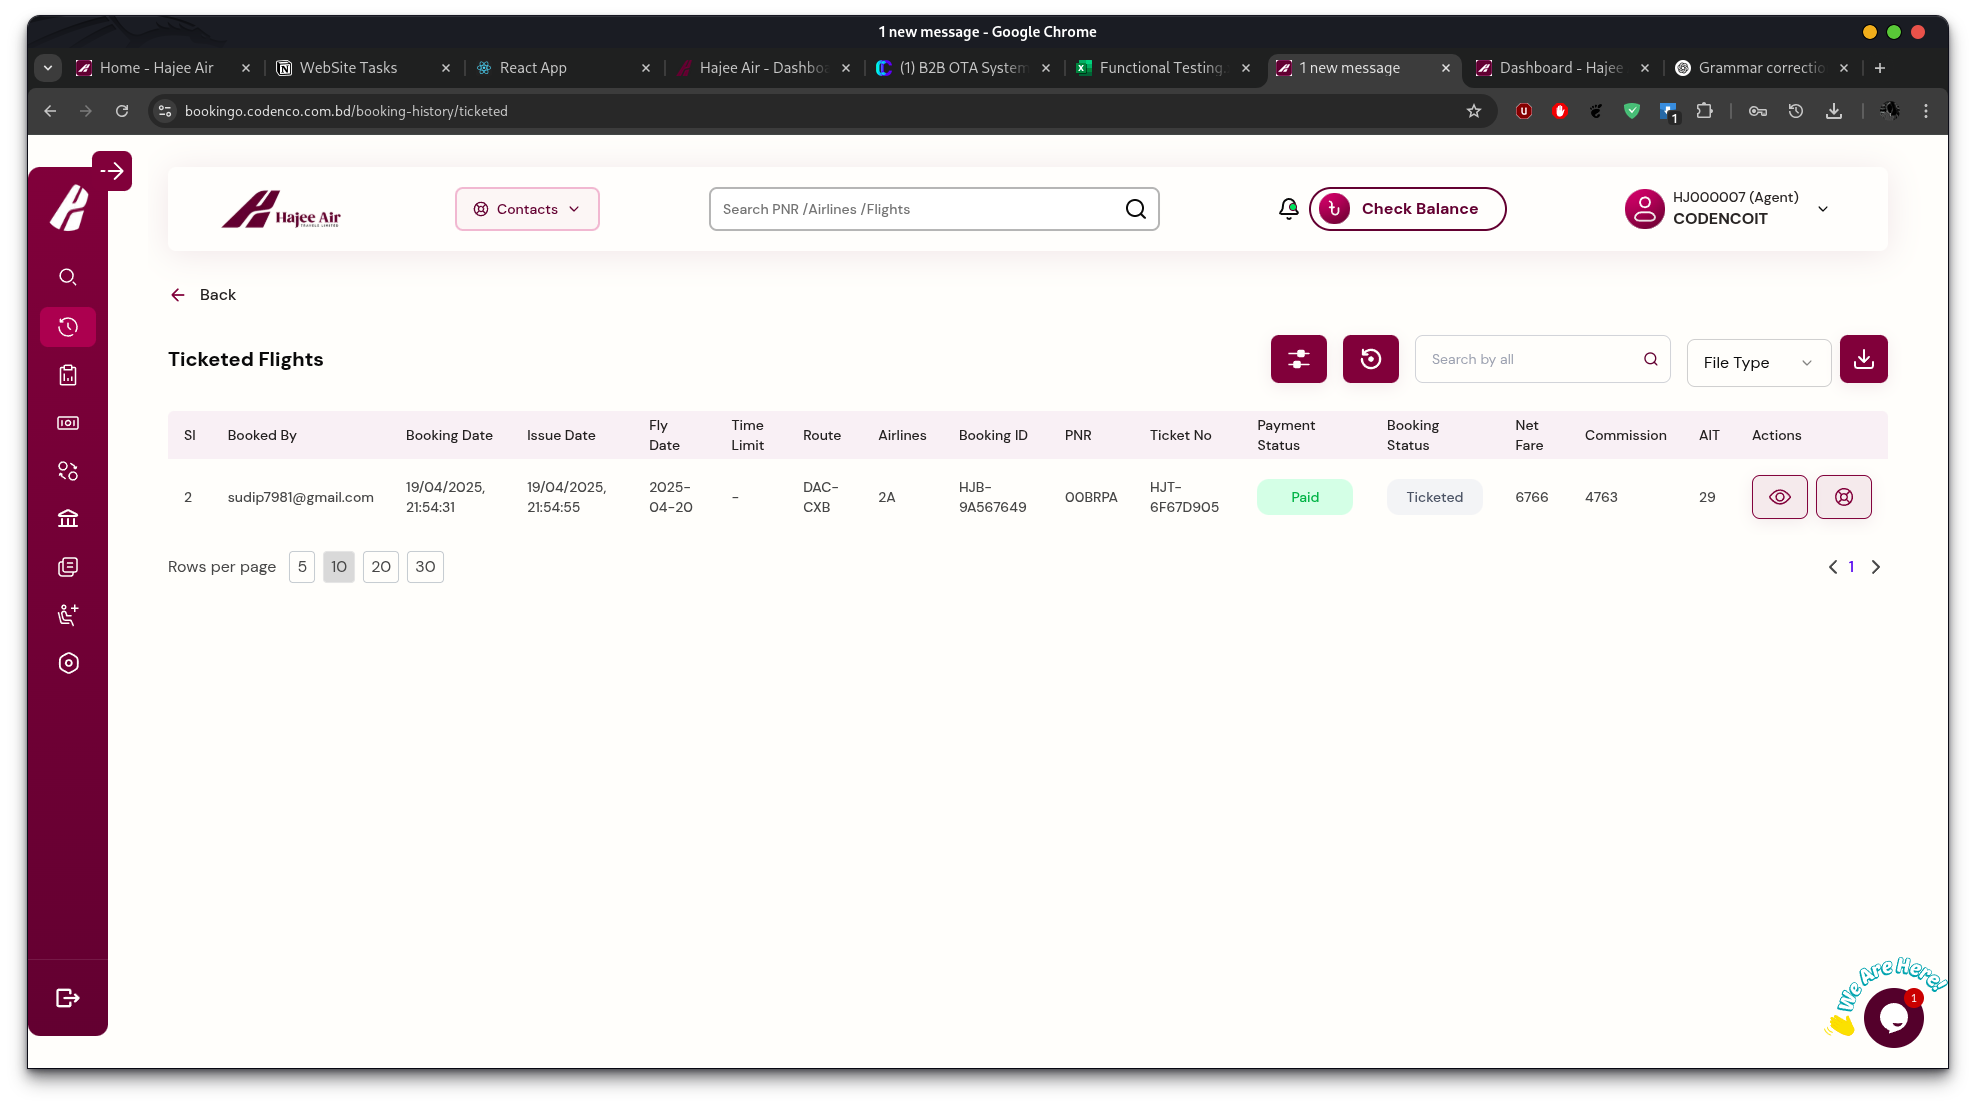 1 new message - Google Chrome
Home - Hajee Air
WebSite Tasks
React App
Hajee Air - Dashboa
(1) B2B OTA System
Functional Testing.
1 new message
Dashboard - Hajee
Grammar correctio
bookingo.codenco.com.bd/booking-history/ticketed
1
Hajee Air
TRAVELS LIMITED
Contacts
Search PNR /Airlines /Flights
Check Balance
HJ000007 (Agent)
CODENCOIT
Back
Ticketed Flights
Search by all
File Type
Sl Booked By Booking Date Issue Date Fly Date Time Limit Route Airlines Booking ID PNR Ticket No Payment Status Booking Status Net Fare Commission AIT Actions
2 sudip7981@gmail.com 19/04/2025, 21:54:31 19/04/2025, 21:54:55 2025-04-20 - DAC-CXB 2A HJB-9A567649 00BRPA HJT-6F67D905 Paid Ticketed 6766 4763 29
Rows per page 5 10 20 30
1
We Are Here!
1